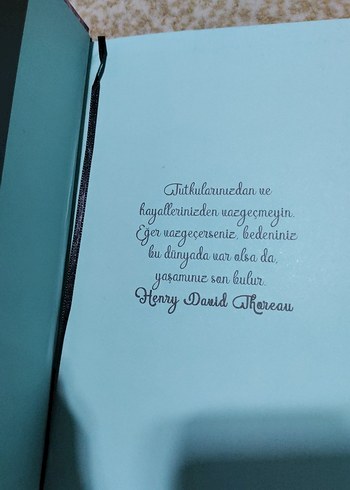 Tutkularınızdan ve
hayallerinizden vazgeçmeyin.
Eğer vazgeçerseniz, bedeniniz
bu dünyada var olsa da,
yaşamınız son bulur.
Henry David Thoreau